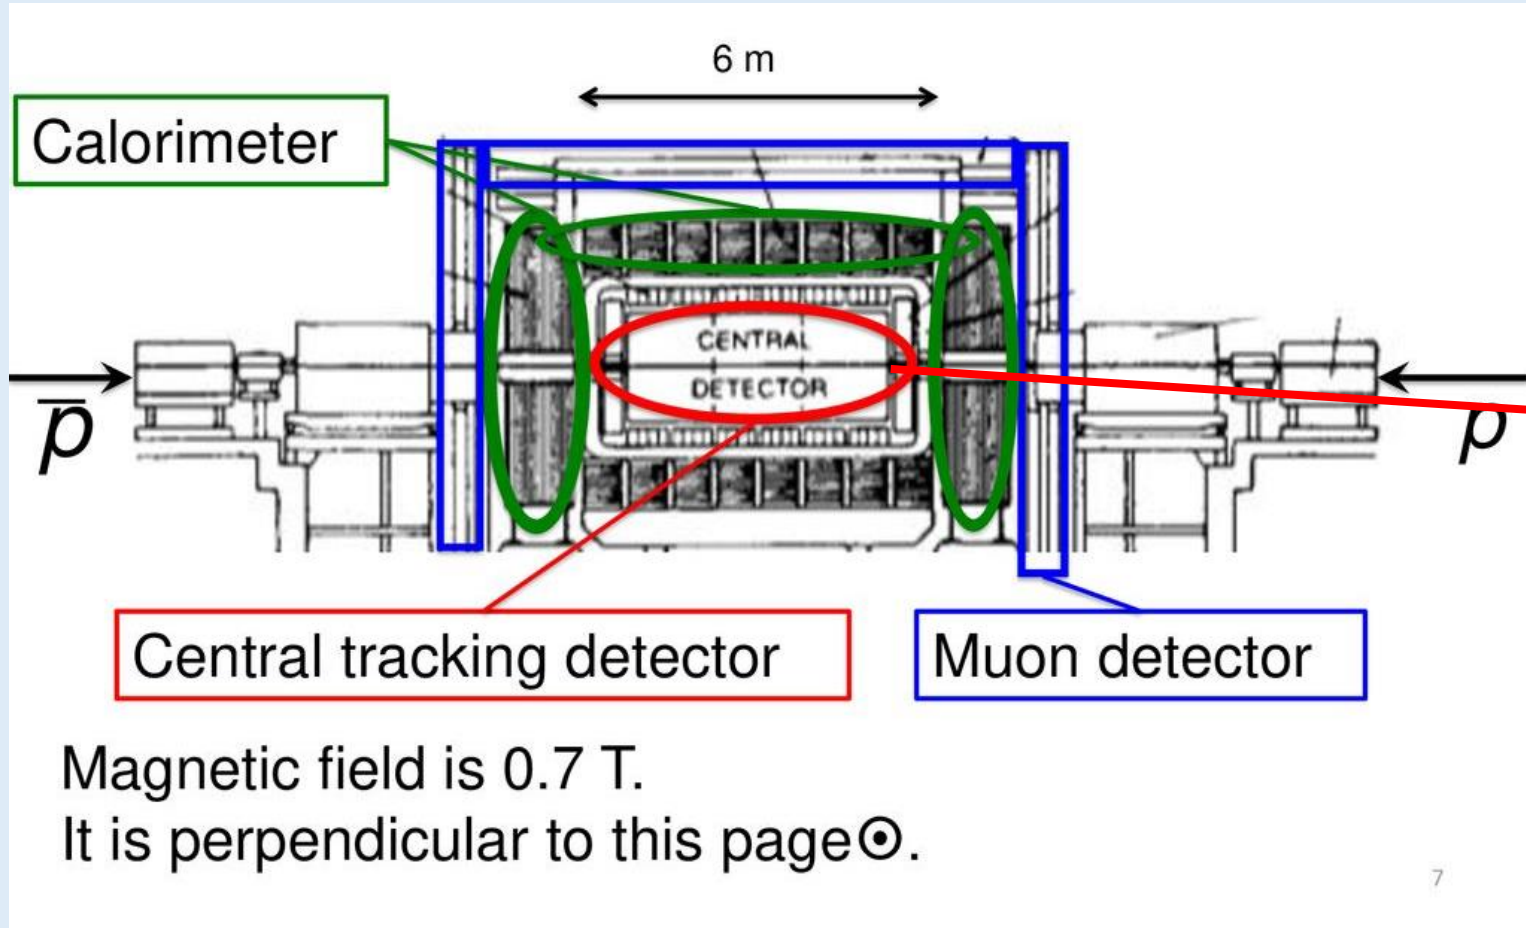 6 m
Calorimeter
CENTRAL
DETECTOR
p̅
p
Central tracking detector
Muon detector
Magnetic field is 0.7 T.
It is perpendicular to this page⊙.
7